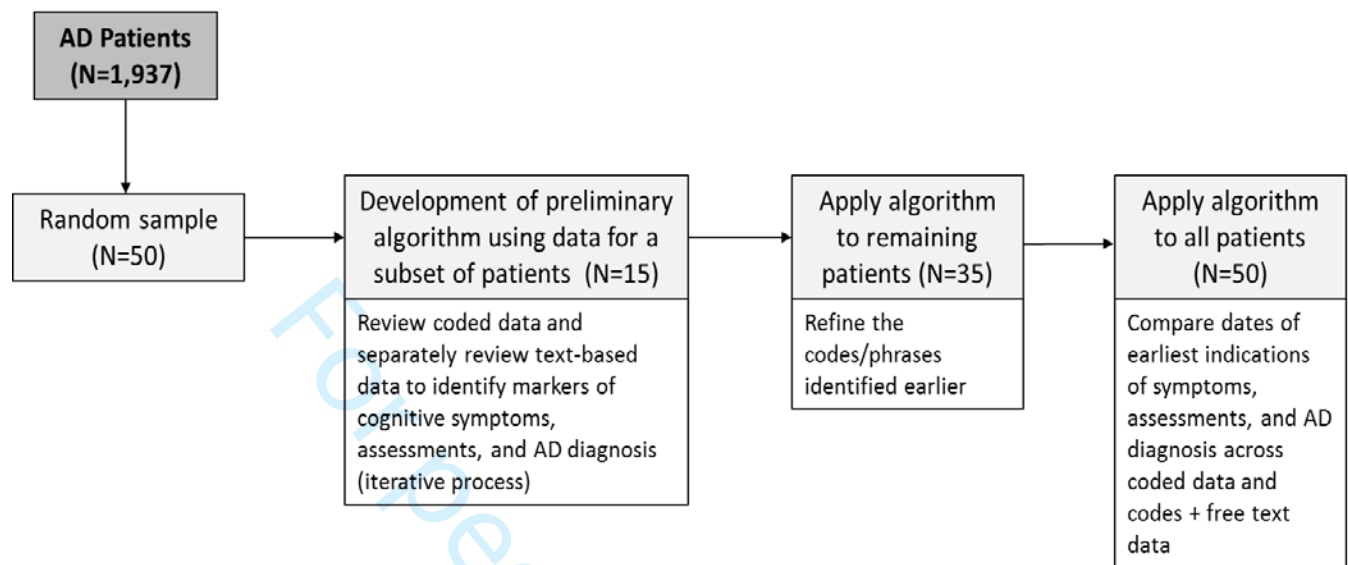 AD Patients
(N=1,937)
Random sample
(N=50)
Development of preliminary
algorithm using data for a
subset of patients (N=15)
Review coded data and
separately review text-based
data to identify markers of
cognitive symptoms,
assessments, and AD diagnosis
(iterative process)
Apply algorithm
to remaining
patients (N=35)
Refine the
codes/phrases
identified earlier
Apply algorithm
to all patients
(N=50)
Compare dates of
earliest indications
of symptoms,
assessments, and AD
diagnosis across
coded data and
codes + free text
data
For pe